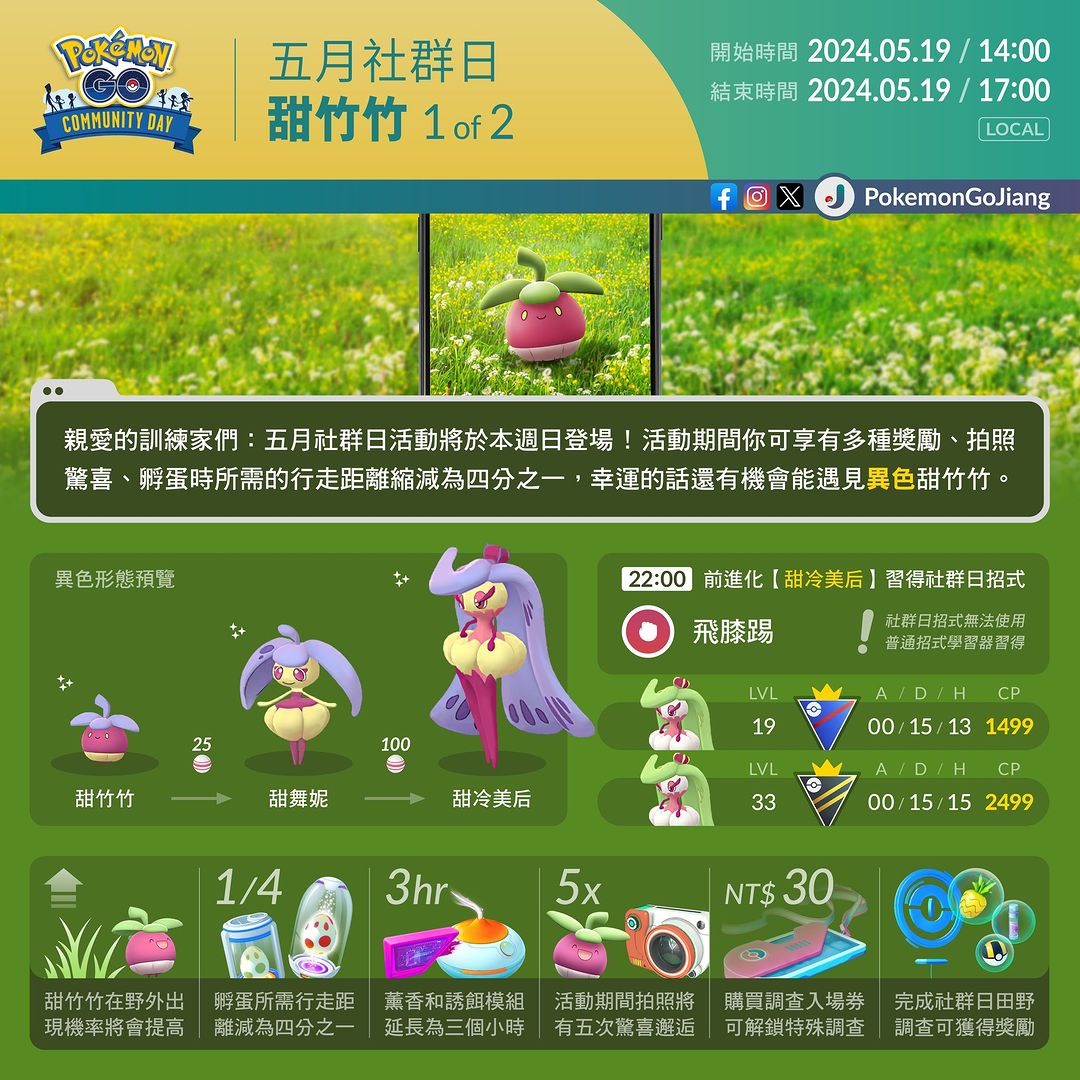 Pokémon
GO
COMMUNITY DAY
五月社群日
甜竹竹 1 of 2
開始時間 2024.05.19 / 14:00
結束時間 2024.05.19 / 17:00
LOCAL
PokemonGoJiang
親愛的訓練家們：五月社群日活動將於本週日登場！活動期間你可享有多種獎勵、拍照
驚喜、孵蛋時所需的行走距離縮減為四分之一，幸運的話還有機會能遇見異色甜竹竹。
異色形態預覽
25
100
甜竹竹
甜舞妮
甜冷美后
22:00 前進化【甜冷美后】習得社群日招式
飛膝踢
社群日招式無法使用
普通招式學習器習得
LVL A / D / H CP
19 00 / 15 / 13 1499
LVL A / D / H CP
33 00 / 15 / 15 2499
甜竹竹在野外出
現機率將會提高
1/4
孵蛋所需行走距
離減為四分之一
3hr
薰香和誘餌模組
延長為三個小時
5x
活動期間拍照將
有五次驚喜邂逅
NT$ 30
購買調查入場券
可解鎖特殊調查
完成社群日田野
調查可獲得獎勵